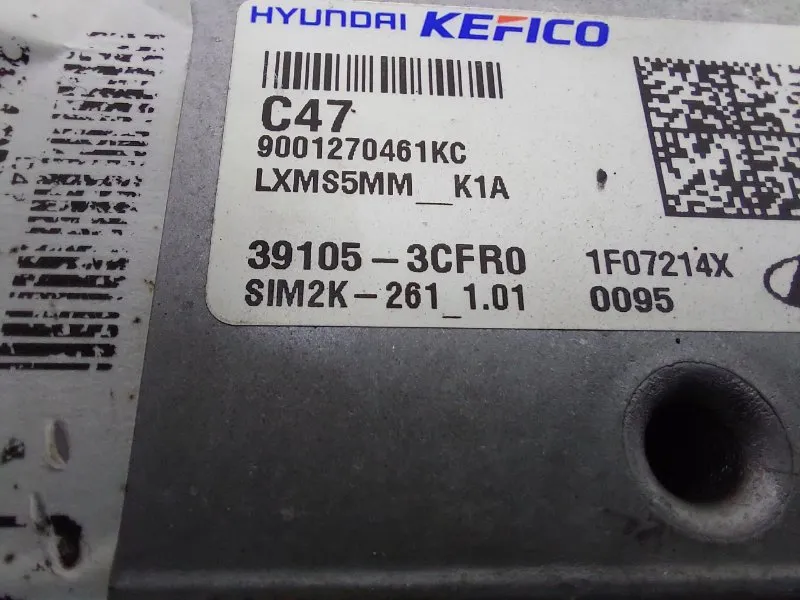 HYUNDAI KEFICO
C47
9001270461KC
LXMS5MM__K1A
39105-3CFR0 1F07214X
SIM2K-261_1.01 0095